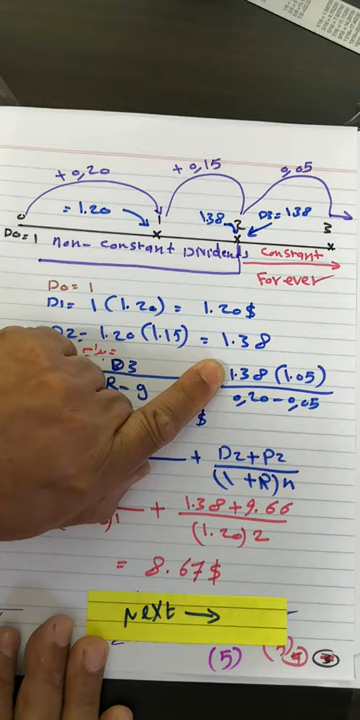 + 0,20 + 0,15 0,05
= 1.20 1 1.38 2 D3= 1.38 3
0
D0= 1 Non-Constant Dividends Constant
Forever
D0= 1
D1= 1 (1.20) = 1.20$
D2= 1.20 (1.15) = 1.38
D3 1.38 (1.05)
R-g 0,20-0,05
$
+ D2+P2
(1+R)n
+ 1.38+9.66
(1.20)2
= 8.67$
Next →
(5)